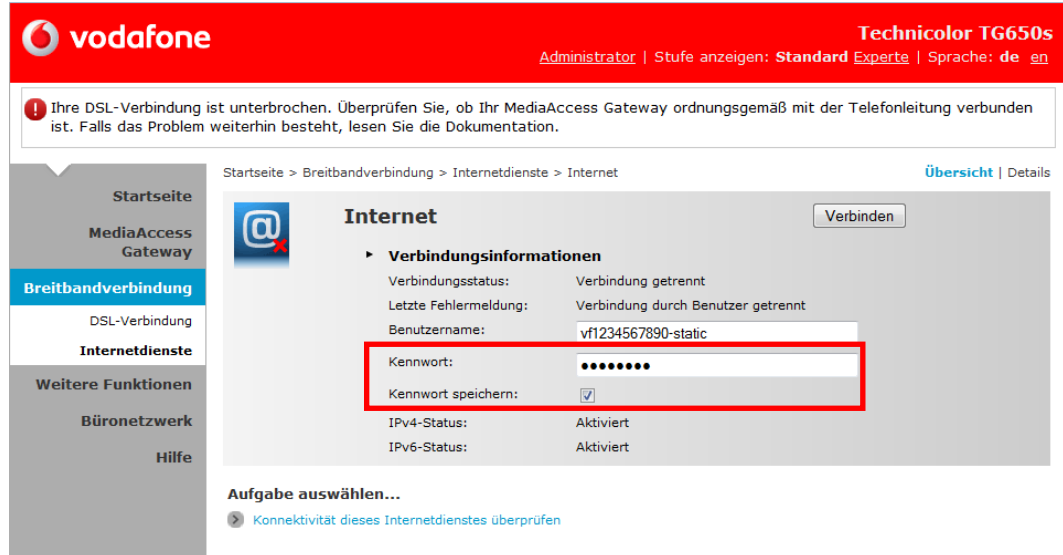 vodafone
Technicolor TG650s
Administrator | Stufe anzeigen: Standard Experte | Sprache: de en
Ihre DSL-Verbindung ist unterbrochen. Überprüfen Sie, ob Ihr MediaAccess Gateway ordnungsgemäß mit der Telefonleitung verbunden
ist. Falls das Problem weiterhin besteht, lesen Sie die Dokumentation.
Startseite > Breitbandverbindung > Internetdienste > Internet
Übersicht | Details
Startseite
MediaAccess
Gateway
Breitbandverbindung
DSL-Verbindung
Internetdienste
Weitere Funktionen
Büronetzwerk
Hilfe
Internet
Verbinden
Verbindungsinformationen
Verbindungsstatus: Verbindung getrennt
Letzte Fehlermeldung: Verbindung durch Benutzer getrennt
Benutzername: vf1234567890-static
Kennwort: ••••••••
Kennwort speichern:
IPv4-Status: Aktiviert
IPv6-Status: Aktiviert
Aufgabe auswählen...
Konnektivität dieses Internetdienstes überprüfen